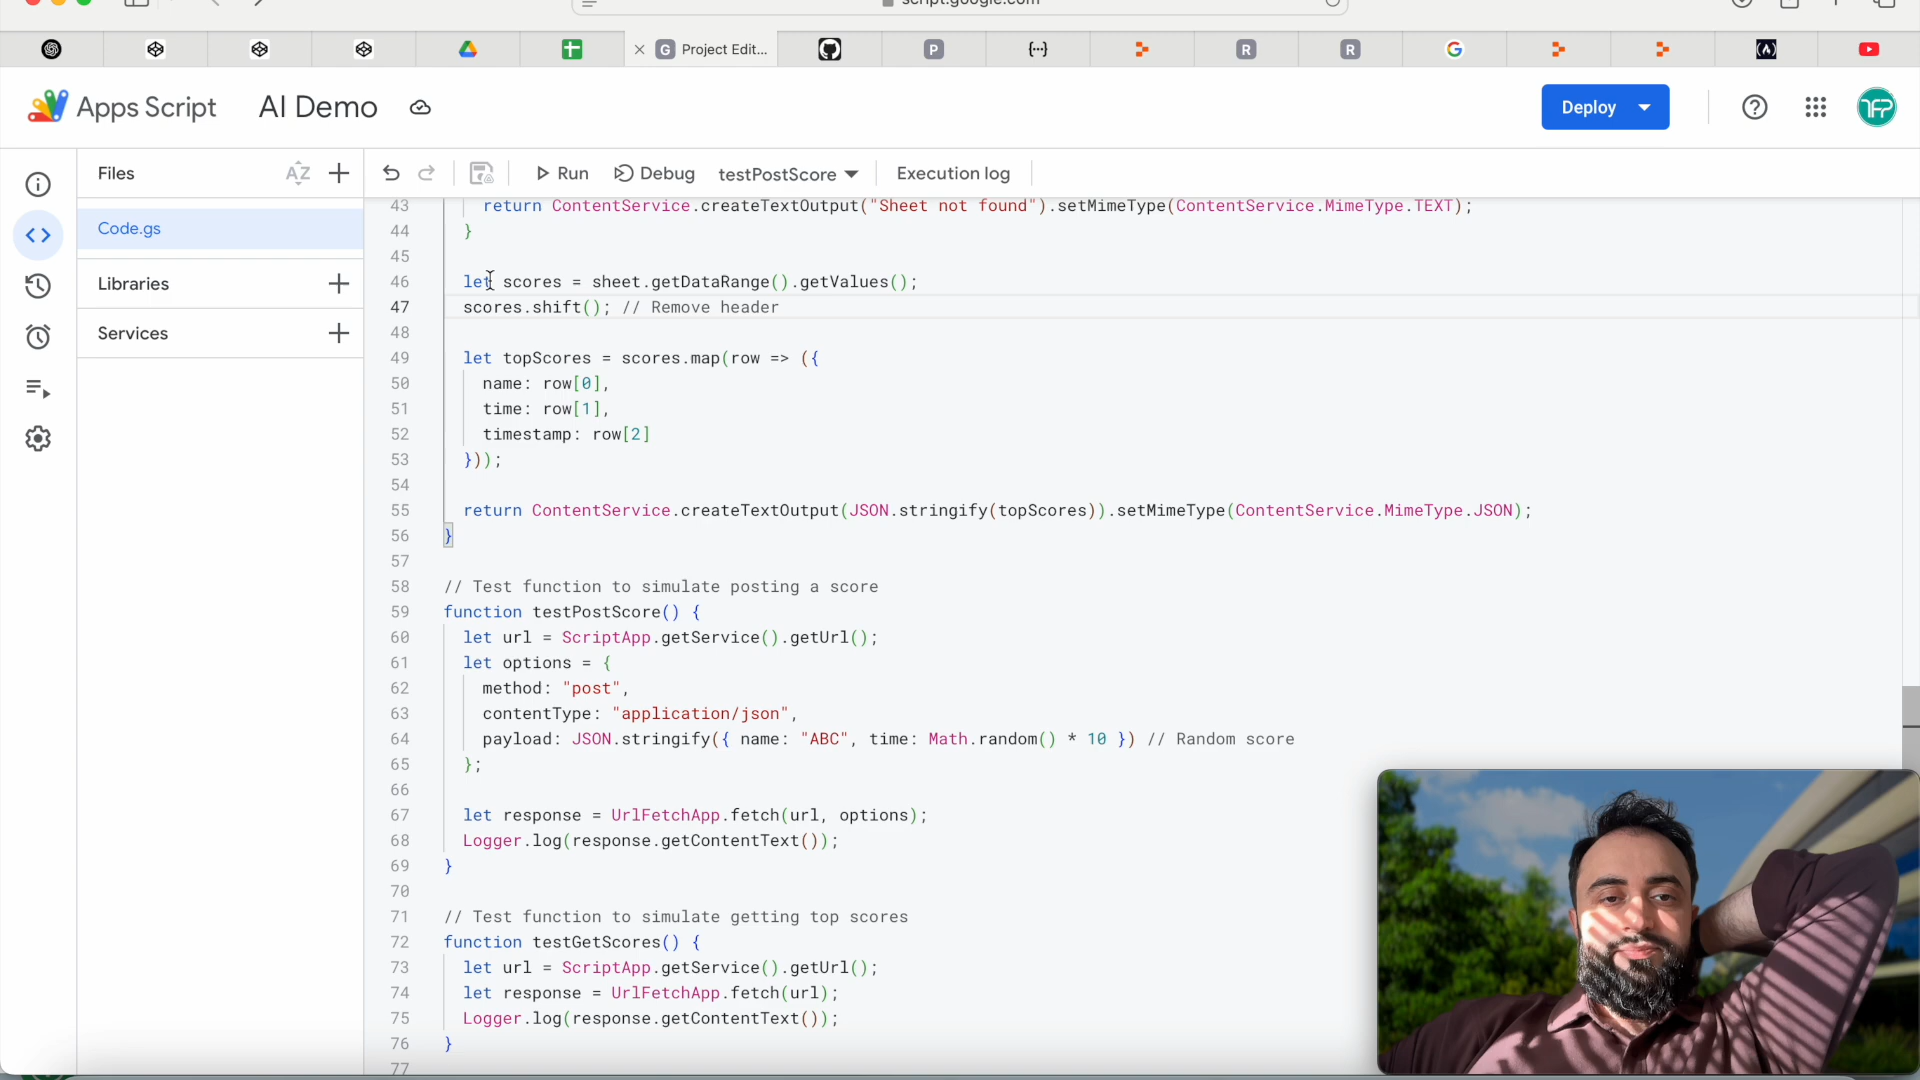 script.google.com
P
G Project Edit...
R
R
Apps Script
AI Demo
Deploy
TFP
Files
AZ
Run
Debug
testPostScore
Execution log
Code.gs
Libraries
Services
43 return ContentService.createTextOutput("Sheet not found").setMimeType(ContentService.MimeType.TEXT);
44 }
45
46 let scores = sheet.getDataRange().getValues();
47 scores.shift(); // Remove header
48
49 let topScores = scores.map(row => ({
50 name: row[0],
51 time: row[1],
52 timestamp: row[2]
53 }));
54
55 return ContentService.createTextOutput(JSON.stringify(topScores)).setMimeType(ContentService.MimeType.JSON);
56 }
57
58 // Test function to simulate posting a score
59 function testPostScore() {
60 let url = ScriptApp.getService().getUrl();
61 let options = {
62 method: "post",
63 contentType: "application/json",
64 payload: JSON.stringify({ name: "ABC", time: Math.random() * 10 }) // Random score
65 };
66
67 let response = UrlFetchApp.fetch(url, options);
68 Logger.log(response.getContentText());
69 }
70
71 // Test function to simulate getting top scores
72 function testGetScores() {
73 let url = ScriptApp.getService().getUrl();
74 let response = UrlFetchApp.fetch(url);
75 Logger.log(response.getContentText());
76 }
77